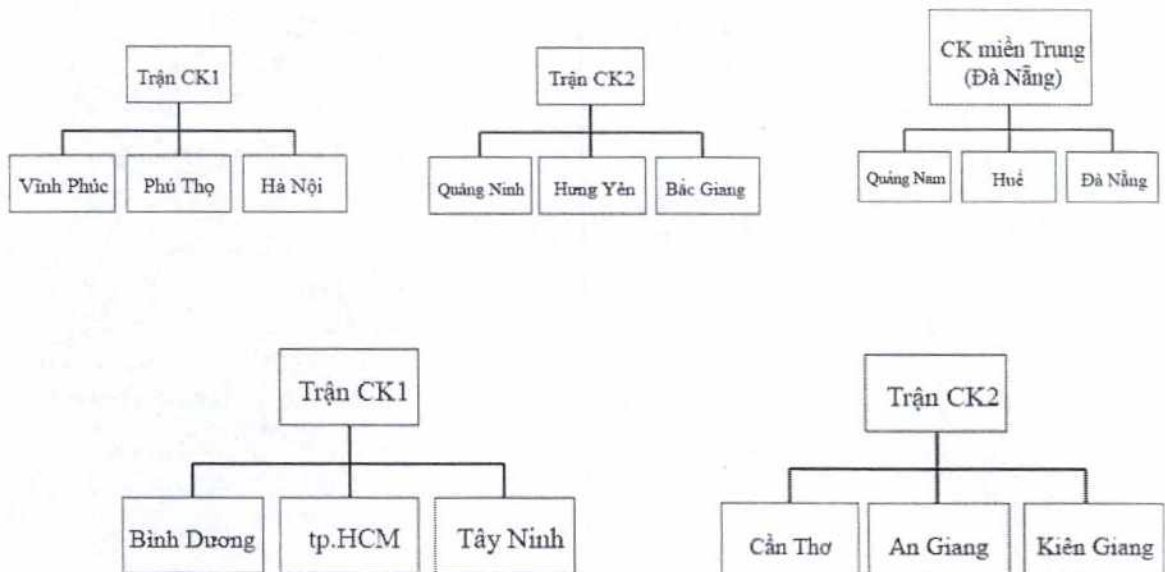 Trận CK1
Trận CK2
CK miền Trung
(Đà Nẵng)
Vĩnh Phúc
Phú Thọ
Hà Nội
Quảng Ninh
Hưng Yên
Bắc Giang
Quảng Nam
Huế
Đà Nẵng
Trận CK1
Trận CK2
Bình Dương
tp.HCM
Tây Ninh
Cần Thơ
An Giang
Kiên Giang